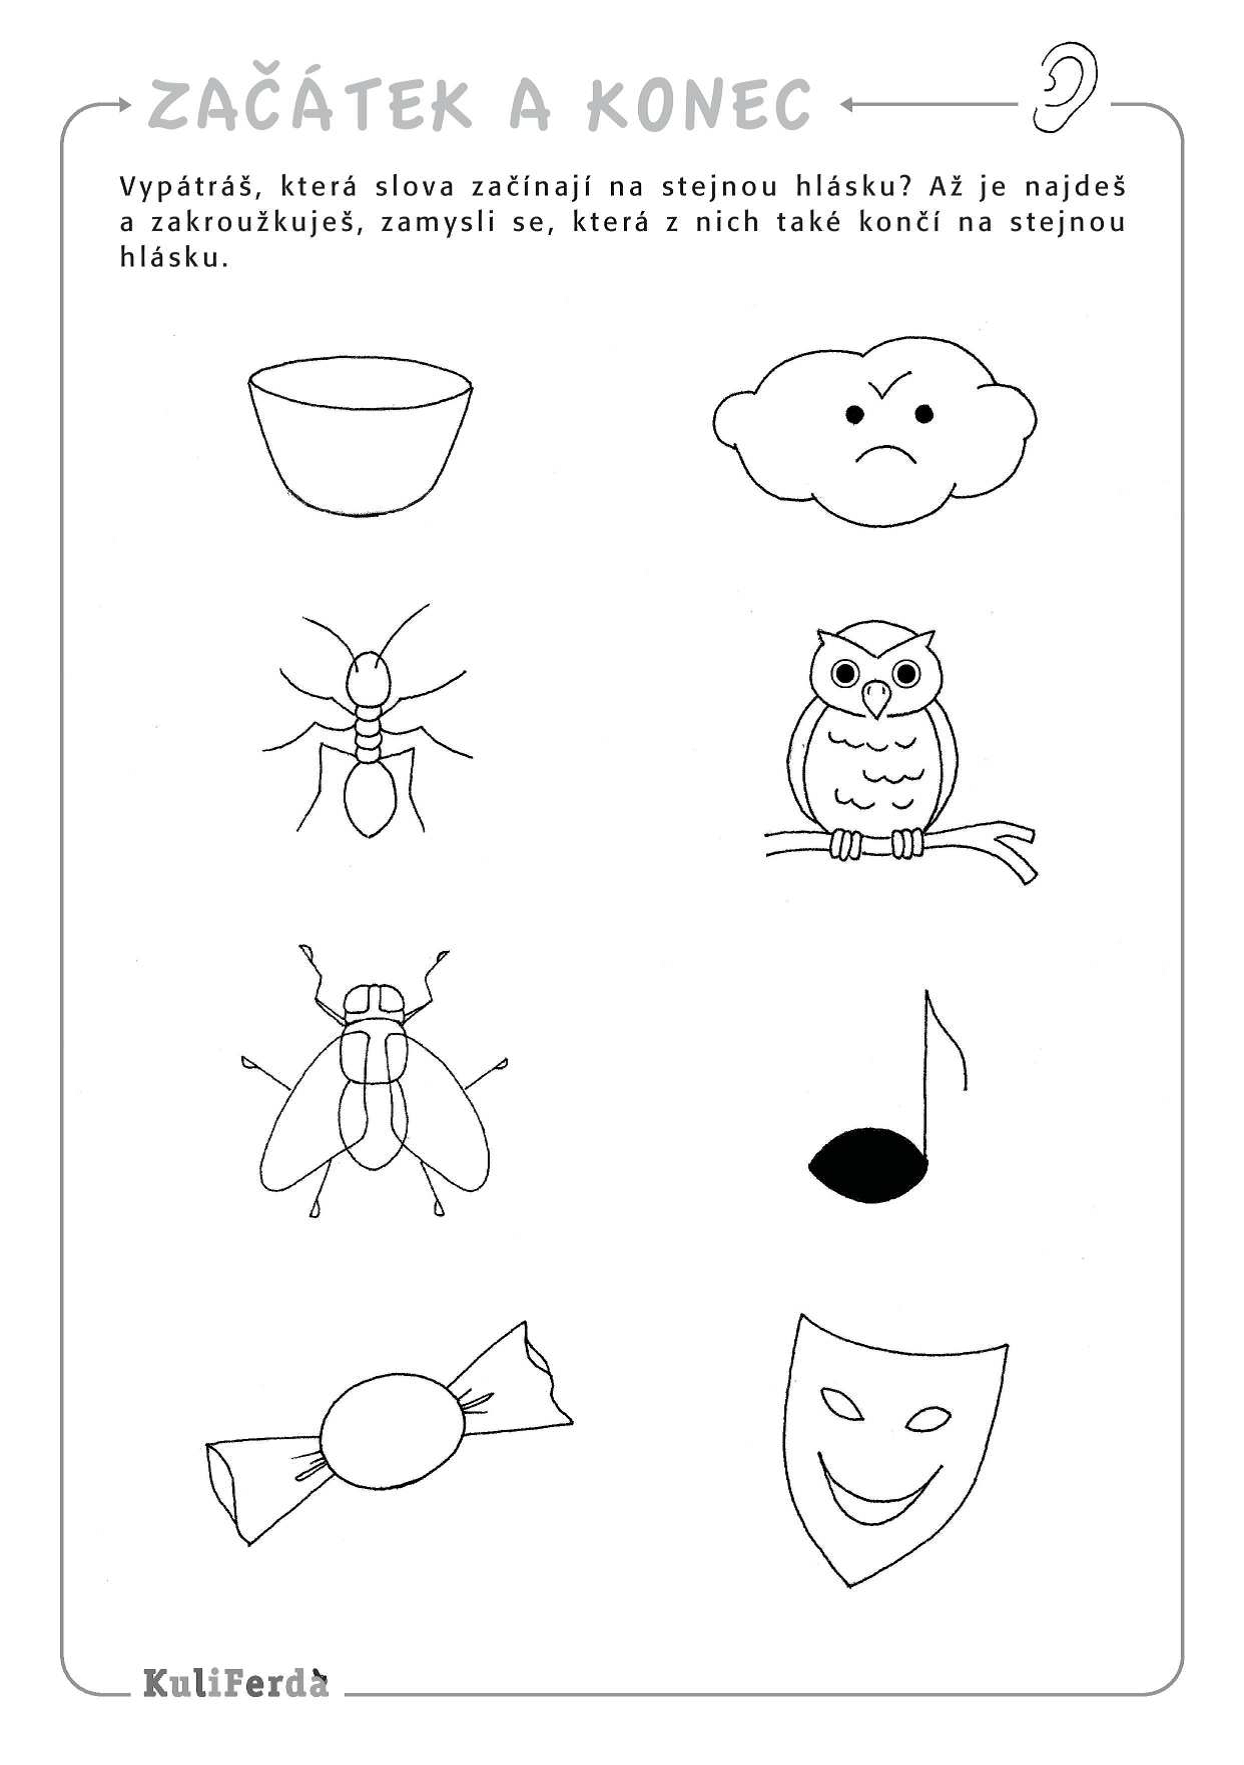 ZAČÁTEK A KONEC
Vypátráš, která slova začínají na stejnou hlásku? Až je najdeš
a zakroužkuješ, zamysli se, která z nich také končí na stejnou
hlásku.
KuliFerda